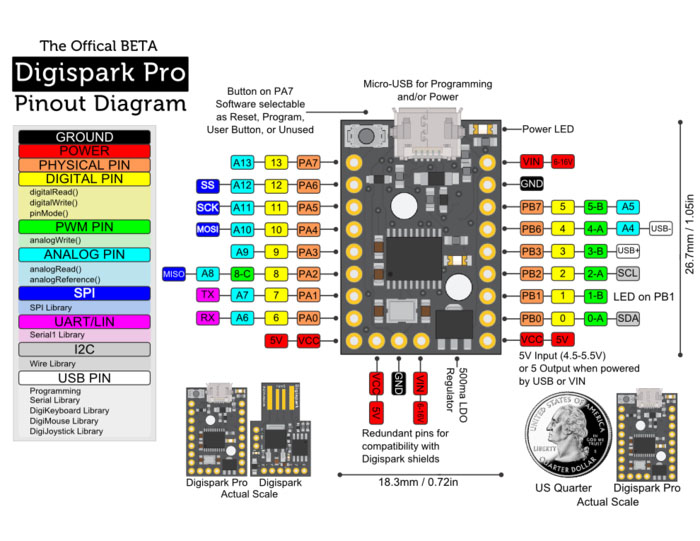 The Offical BETA
Digispark Pro
Pinout Diagram
GROUND
POWER
PHYSICAL PIN
DIGITAL PIN
digitalRead()
digitalWrite()
pinMode()
PWM PIN
analogWrite()
ANALOG PIN
analogRead()
analogReference()
SPI
SPI Library
UART/LIN
Serial1 Library
I2C
Wire Library
USB PIN
Programming
Serial Library
DigiKeyboard Library
DigiMouse Library
DigiJoystick Library
Button on PA7
Software selectable
as Reset, Program,
User Button, or Unused
Micro-USB for Programming
and/or Power
Power LED
A13 13 PA7
SS A12 12 PA6
SCK A11 11 PA5
MOSI A10 10 PA4
A9 9 PA3
MISO A8 8-C 8 PA2
TX A7 7 PA1
RX A6 6 PA0
5V VCC
VIN 6-16V
GND
PB7 5 5-B A5
PB6 4 4-A A4 USB-
PB3 3 3-B USB+
PB2 2 2-A SCL
PB1 1 1-B LED on PB1
PB0 0 0-A SDA
VCC 5V
5V Input (4.5-5.5V)
or 5 Output when powered
by USB or VIN
26.7mm / 1.05in
VCC 5V
GND
VIN 6-16V
500ma LDO
Regulator
Redundant pins for
compatibility with
Digispark shields
18.3mm / 0.72in
Digispark Pro Digispark
Actual Scale
UNITED STATES OF AMERICA
LIBERTY
IN
GOD WE
TRUST
QUARTER DOLLAR
US Quarter Digispark Pro
Actual Scale